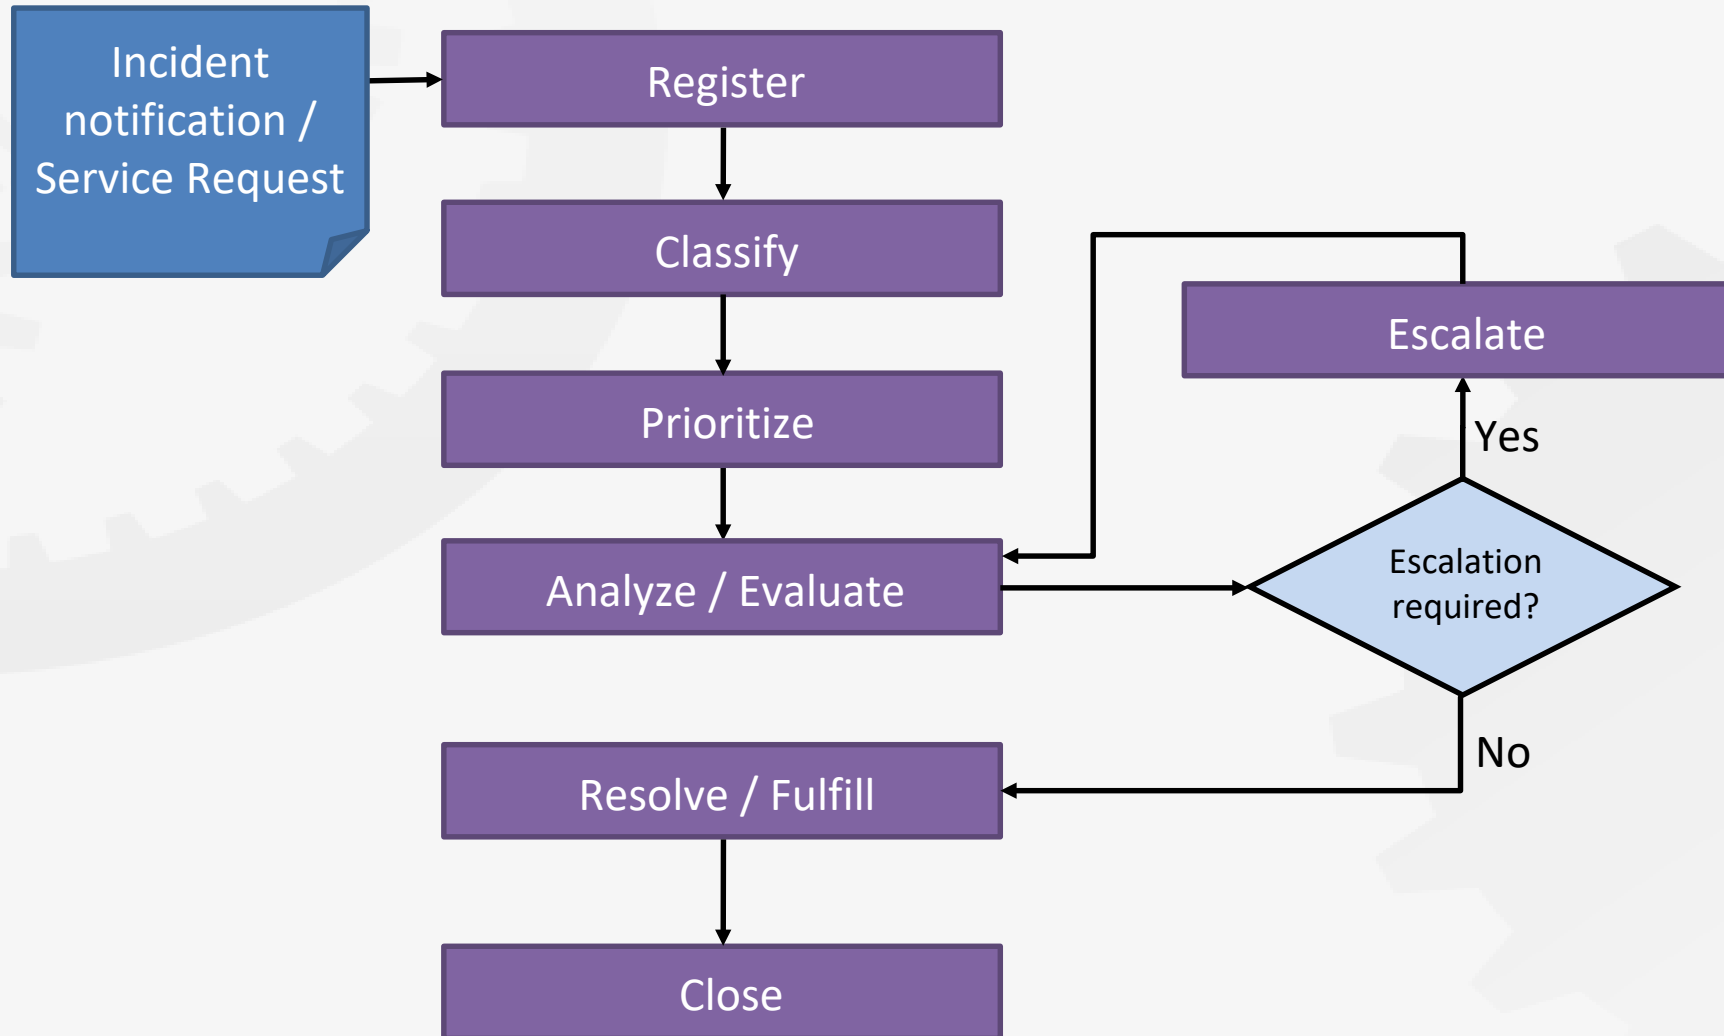 Incident
notification /
Service Request
Register
Classify
Prioritize
Analyze / Evaluate
Escalate
Yes
Escalation
required?
No
Resolve / Fulfill
Close